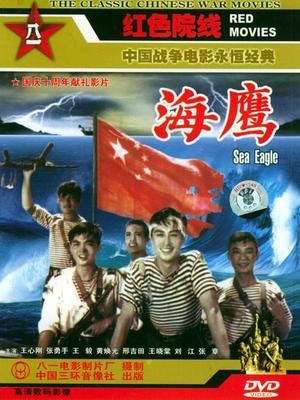 THE CLASSIC CHINESE WAR MOVIES
八一
红色院线 RED MOVIES
中国战争电影永恒经典
★国庆十周年献礼影片
海鹰
Sea Eagle
主演：王心刚 张勇手 王毅 黄焕光 邢吉田 王晓棠 刘江 张章
八一电影制片厂 摄制
中国三环音像社 出版
高清数码影像
DVD
VIDEO